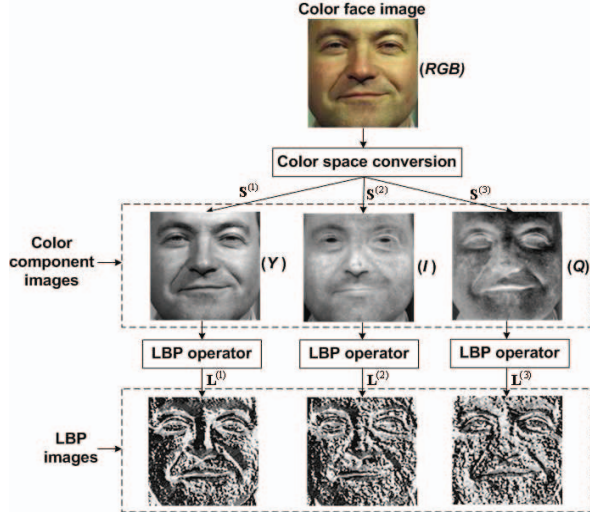 Color face image
(RGB)
Color space conversion
S(1)
S(2)
S(3)
Color
component
images
(Y )
(I )
(Q)
LBP operator
LBP operator
LBP operator
L(1)
L(2)
L(3)
LBP
images